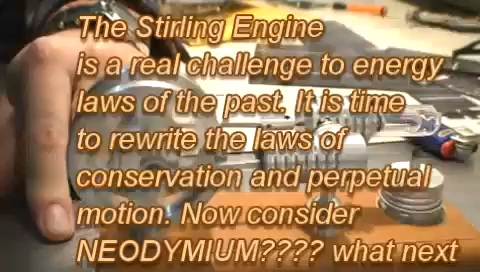 The Stirling Engine
is a real challenge to energy
laws of the past. It is time
to rewrite the laws of
conservation and perpetual
motion. Now consider
NEODYMIUM???? what next